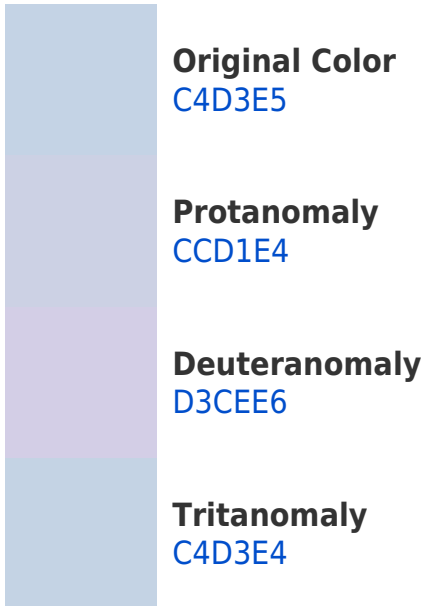 Original Color
C4D3E5
Protanomaly
CCD1E4
Deuteranomaly
D3CEE6
Tritanomaly
C4D3E4